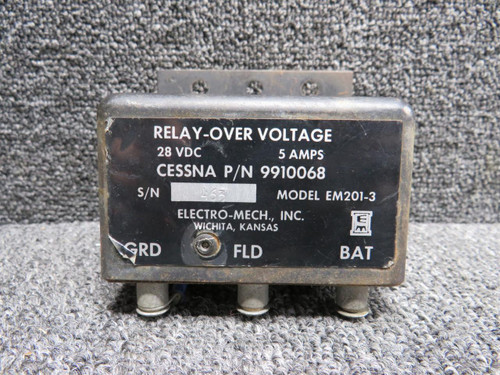 RELAY-OVER VOLTAGE
28 VDC 5 AMPS
CESSNA P/N 9910068
S/N MODEL EM201-3
ELECTRO-MECH., INC.
WICHITA, KANSAS
GRD FLD BAT